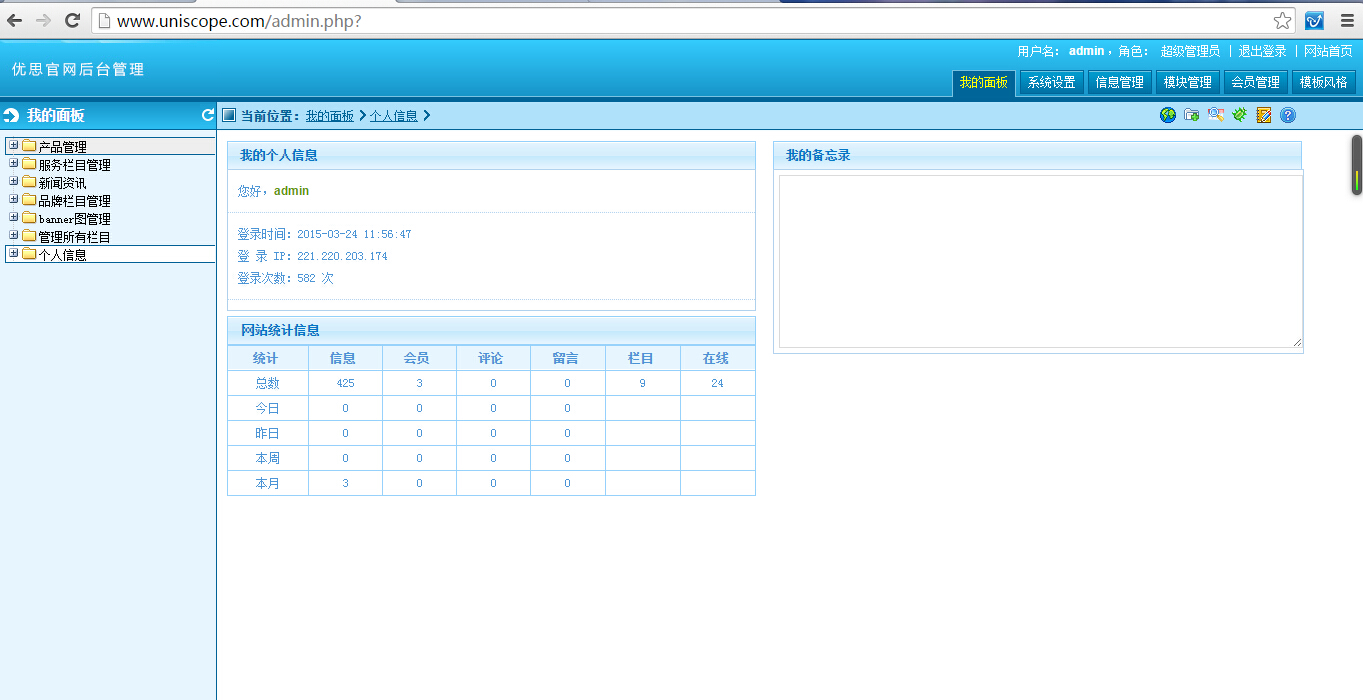 www.uniscope.com/admin.php?
用户名： admin ，角色： 超级管理员 | 退出登录 | 网站首页
优思官网后台管理
我的面板 系统设置 信息管理 模块管理 会员管理 模板风格
我的面板
当前位置：我的面板 个人信息
产品管理
服务栏目管理
新闻资讯
品牌栏目管理
banner图管理
管理所有栏目
个人信息
我的个人信息
您好，admin
登录时间：2015-03-24 11:56:47
登 录 IP：221.220.203.174
登录次数：582 次
网站统计信息
统计 信息 会员 评论 留言 栏目 在线
总数 425 3 0 0 9 24
今日 0 0 0 0
昨日 0 0 0 0
本周 0 0 0 0
本月 3 0 0 0
我的备忘录